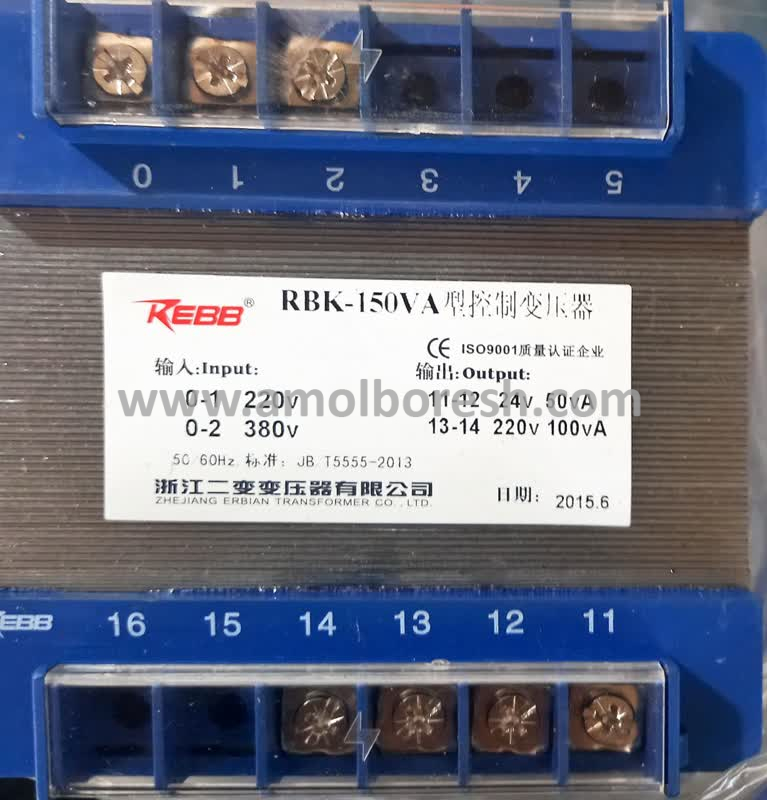 0 1 2 3 4 5
REBB® RBK-150VA型控制变压器
CE ISO9001质量认证企业
输入:Input: 输出:Output:
0-1 220v 11-12 24v 50vA
www.amolboresh.com
0-2 380v 13-14 220v 100vA
50/60Hz 标准: JB/T5555-2013
浙江二变变压器有限公司
ZHEJIANG ERBIAN TRANSFORMER CO.,LTD.
日期: 2015.6
REBB 16 15 14 13 12 11